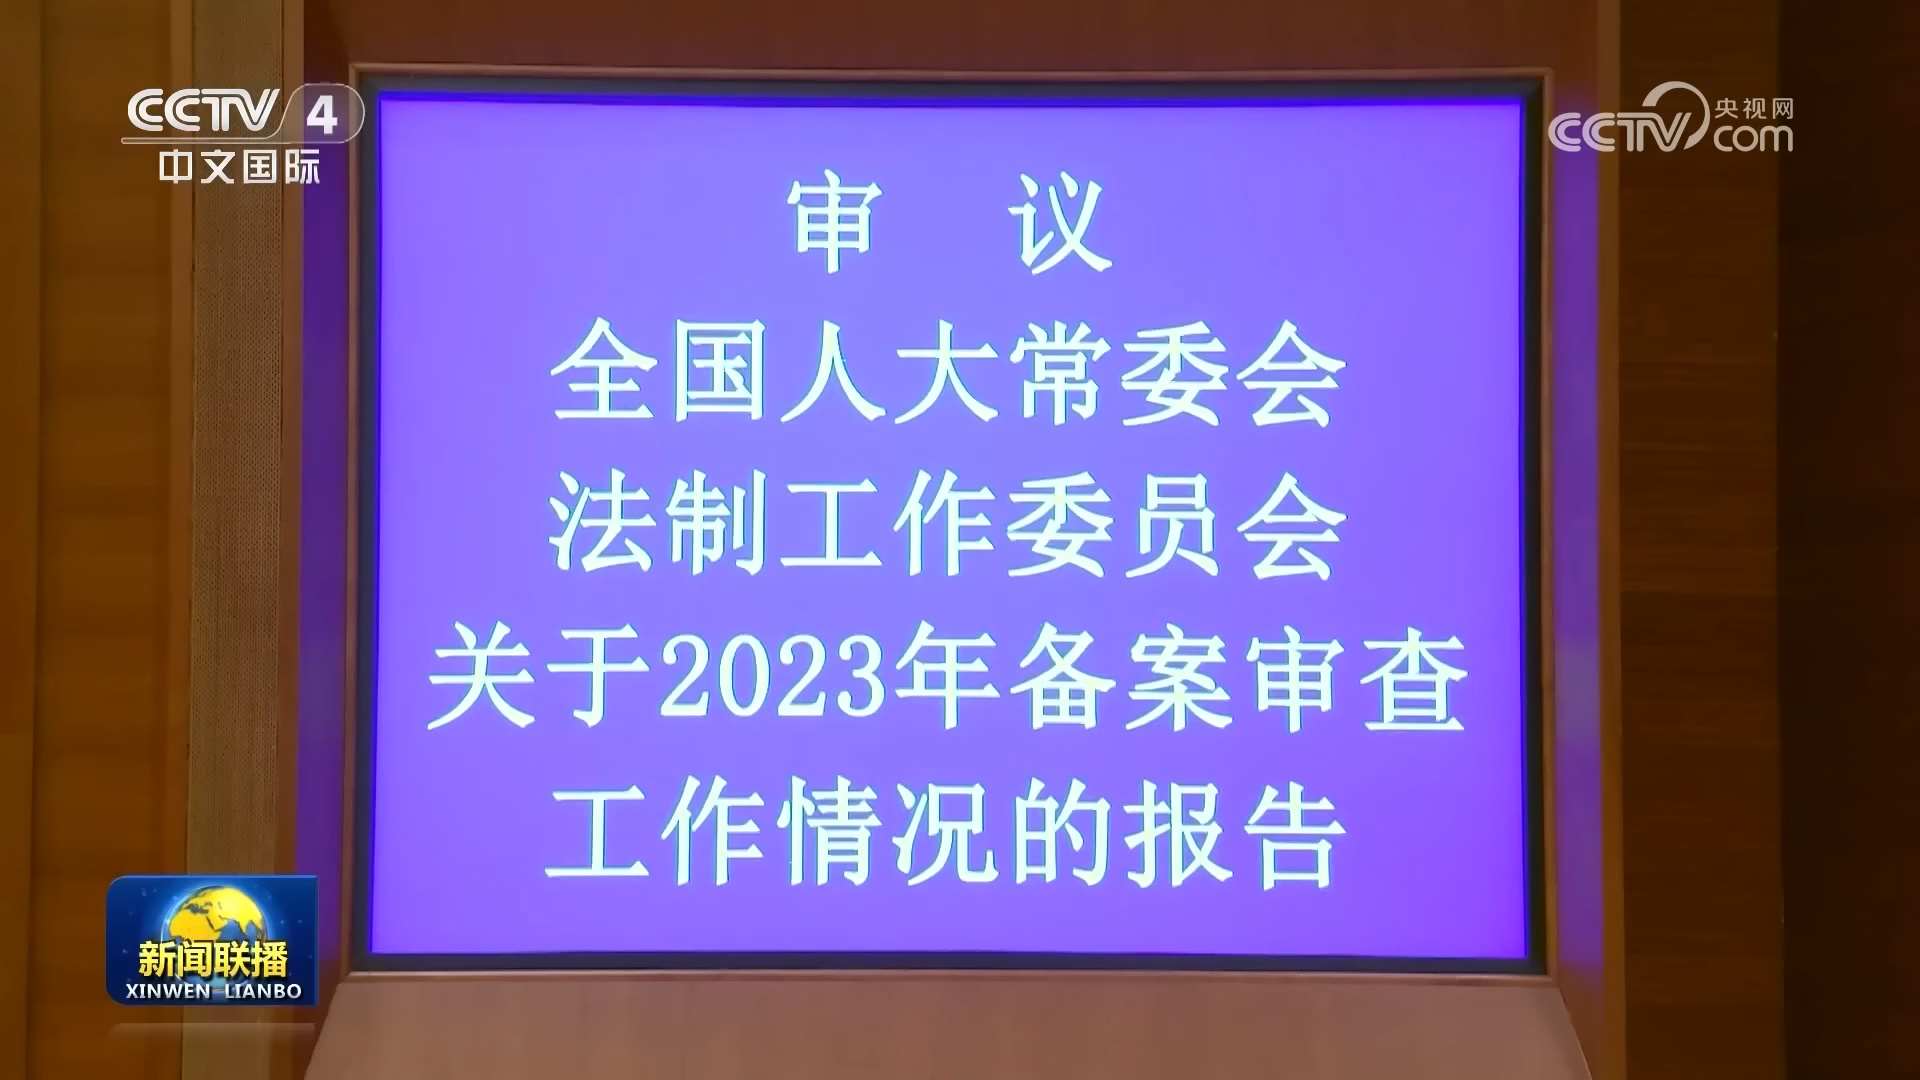 CCTV 4
中文国际
央视网
CCTV com
审 议
全国人大常委会
法制工作委员会
关于2023年备案审查
工作情况的报告
新闻联播
XINWEN LIANBO